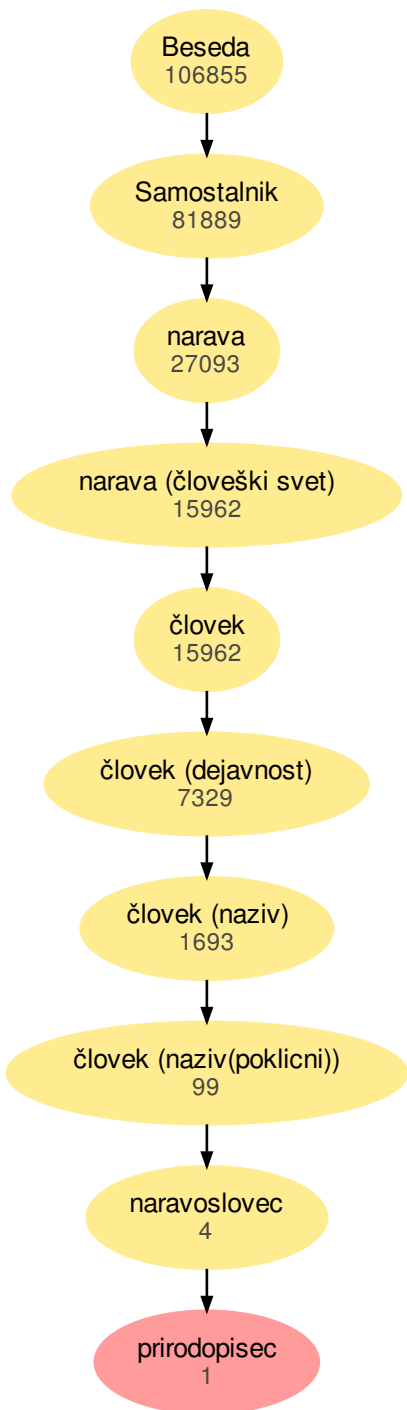 Beseda
106855
Samostalnik
81889
narava
27093
narava (človeški svet)
15962
človek
15962
človek (dejavnost)
7329
človek (naziv)
1693
človek (naziv(poklicni))
99
naravoslovec
4
prirodopisec
1